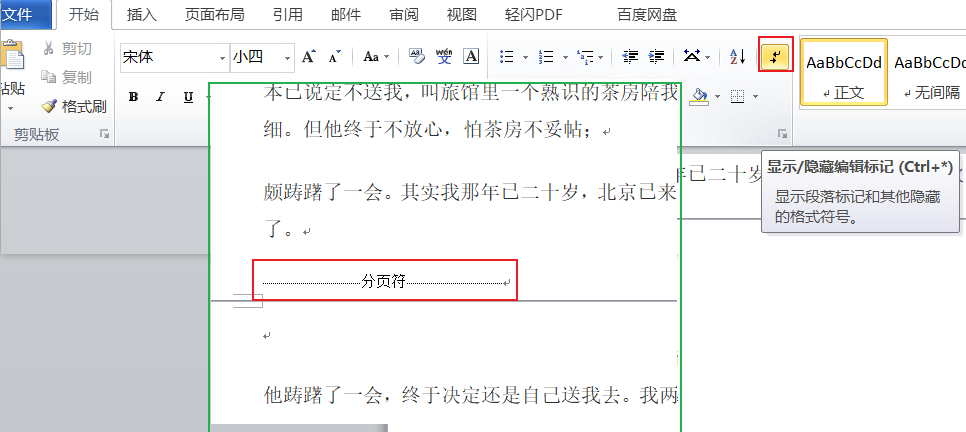 文件 开始 插入 页面布局 引用 邮件 审阅 视图 轻闪PDF 百度网盘
剪切
宋体 小四 A A Aa wén A A Z AaBbCcDd AaBbCcDd
复制
粘贴
格式刷 B I U 正文 无间隔
剪贴板
本已说定不送我，叫旅馆里一个熟识的茶房陪我
细。但他终于不放心，怕茶房不妥帖；
显示/隐藏编辑标记 (Ctrl+*)
年已二十岁
显示段落标记和其他隐藏
的格式符号。
颇踌躇了一会。其实我那年已二十岁，北京已来
了。
分页符
他踌躇了一会，终于决定还是自己送我去。我两